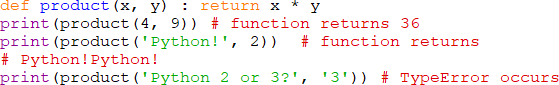 def product(x, y) : return x * y
print(product(4, 9)) # function returns 36
print(product('Python!', 2))  # function returns
# Python!Python!
print(product('Python 2 or 3?', '3')) # TypeError occurs